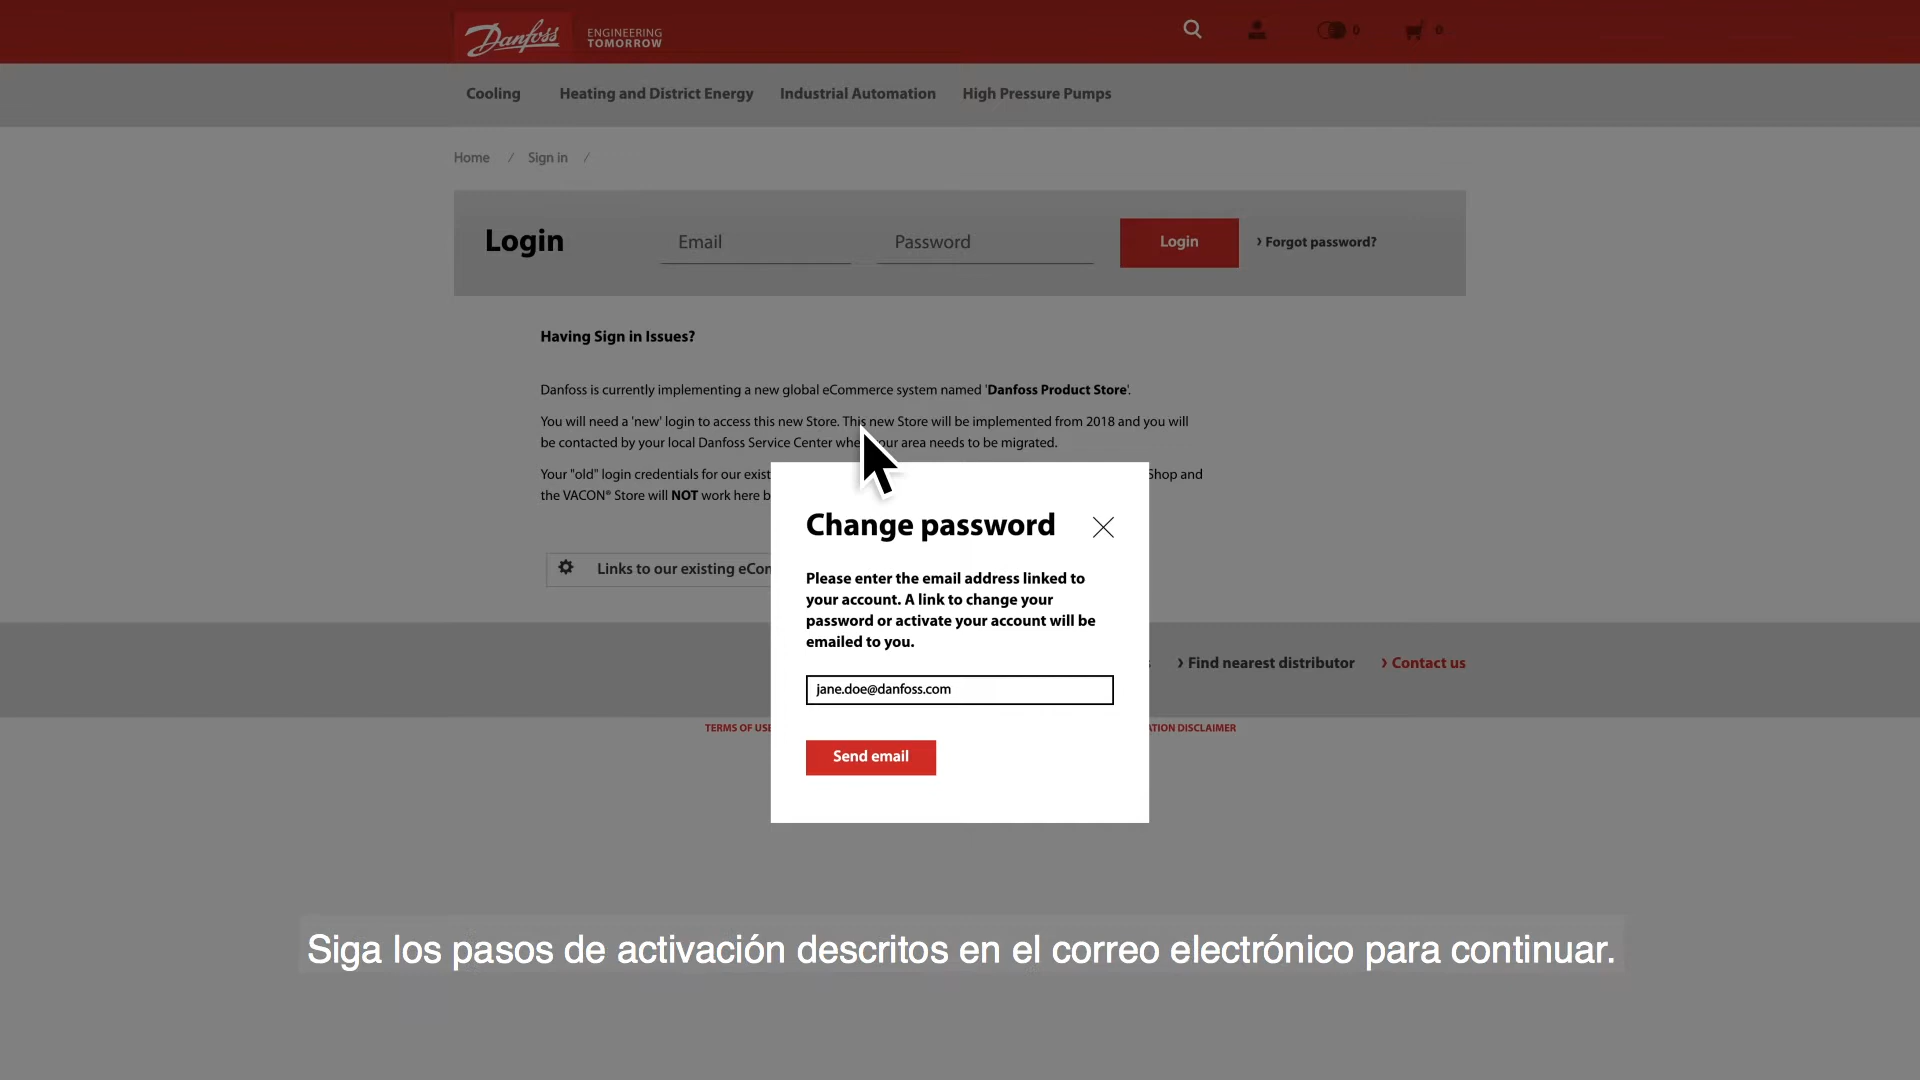 Danfoss
ENGINEERING
TOMORROW
0
0
Cooling
Heating and District Energy
Industrial Automation
High Pressure Pumps
Home / Sign in /
Login
Email
Password
Login
› Forgot password?
Having Sign in Issues?
Danfoss is currently implementing a new global eCommerce system named 'Danfoss Product Store'.
You will need a 'new' login to access this new Store. This new Store will be implemented from 2018 and you will
be contacted by your local Danfoss Service Center area needs to be migrated.
Your "old" login credentials for our Shop and
the VACON® Store will NOT work here
Links to our existing
Change password
Please enter the email address linked to
your account. A link to change your
password or activate your account will be
emailed to you.
jane.doe@danfoss.com
Send email
› Find nearest distributor
› Contact us
TERMS OF DISCLAIMER
Siga los pasos de activación descritos en el correo electrónico para continuar.